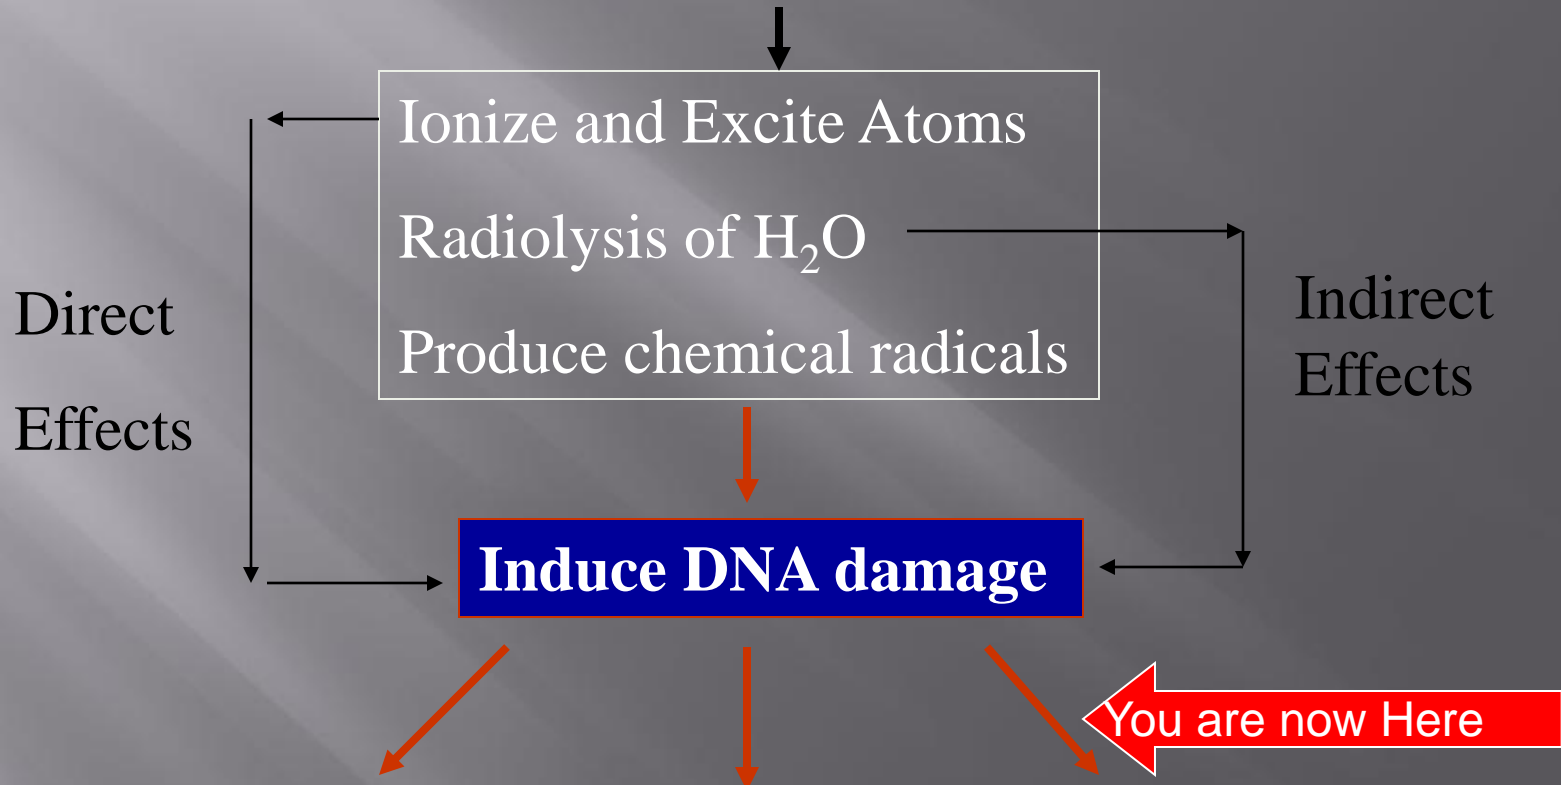 Ionize and Excite Atoms
Radiolysis of H₂O
Produce chemical radicals
Direct
Effects
Indirect
Effects
Induce DNA damage
You are now Here